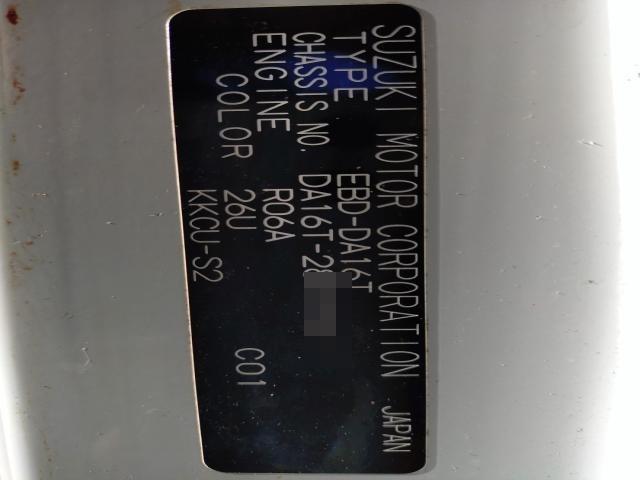 SUZUKI MOTOR CORPORATION JAPAN
TYPE EBD-DA16T
CHASSIS NO. DA16T-28
ENGINE R06A
COLOR 26U C01
KKCU-S2